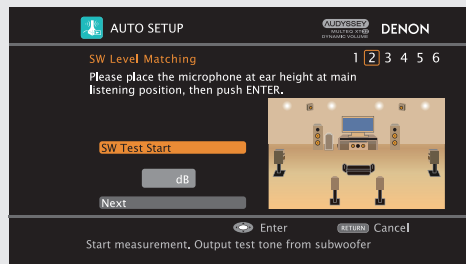 AUTO SETUP
AUDYSSEY
MULTEQ XT32
DYNAMIC VOLUME
DENON
SW Level Matching
1 2 3 4 5 6
Please place the microphone at ear height at main
listening position, then push ENTER.
SW Test Start
dB
Next
Enter
RETURN Cancel
Start measurement. Output test tone from subwoofer